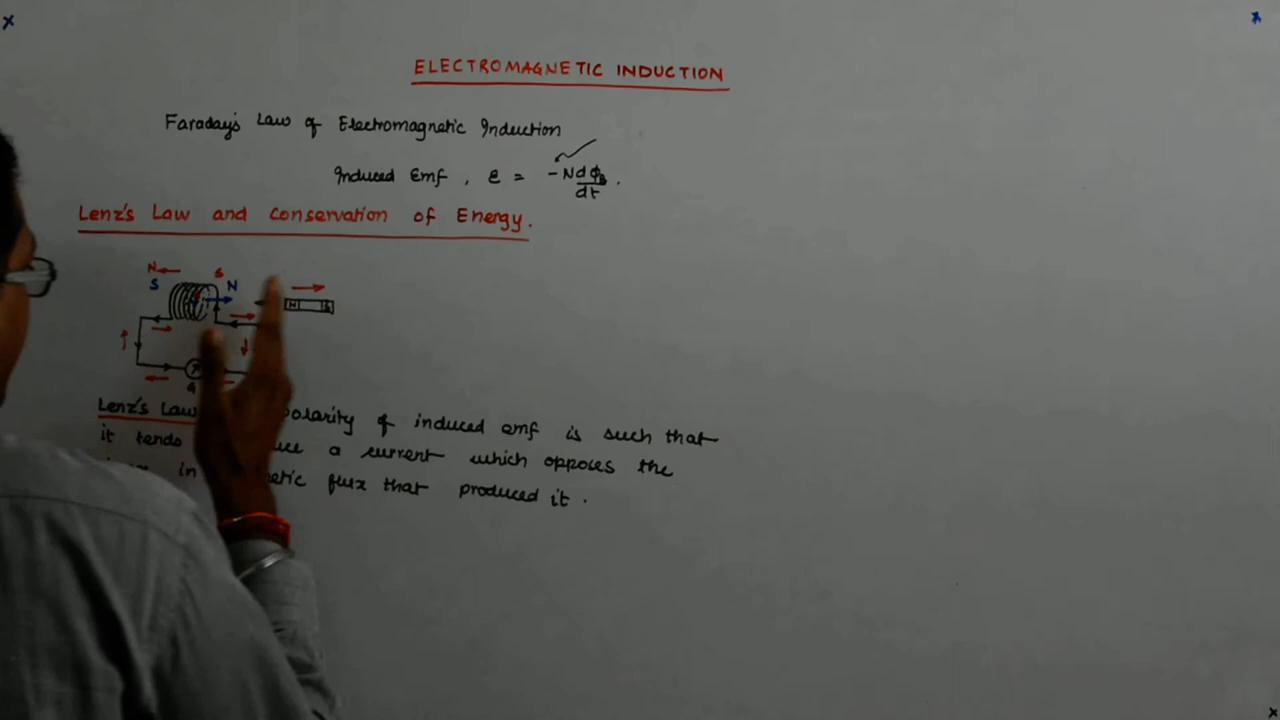 ELECTROMAGNETIC INDUCTION
Faraday's Law of Electromagnetic Induction
Induced Emf, e = -N dϕB/dt.
Lenz's Law and Conservation of Energy.
N S
S N
N S
G
Lenz's Law polarity of induced emf is such that
it tends a current which opposes the
in flux that produced it.